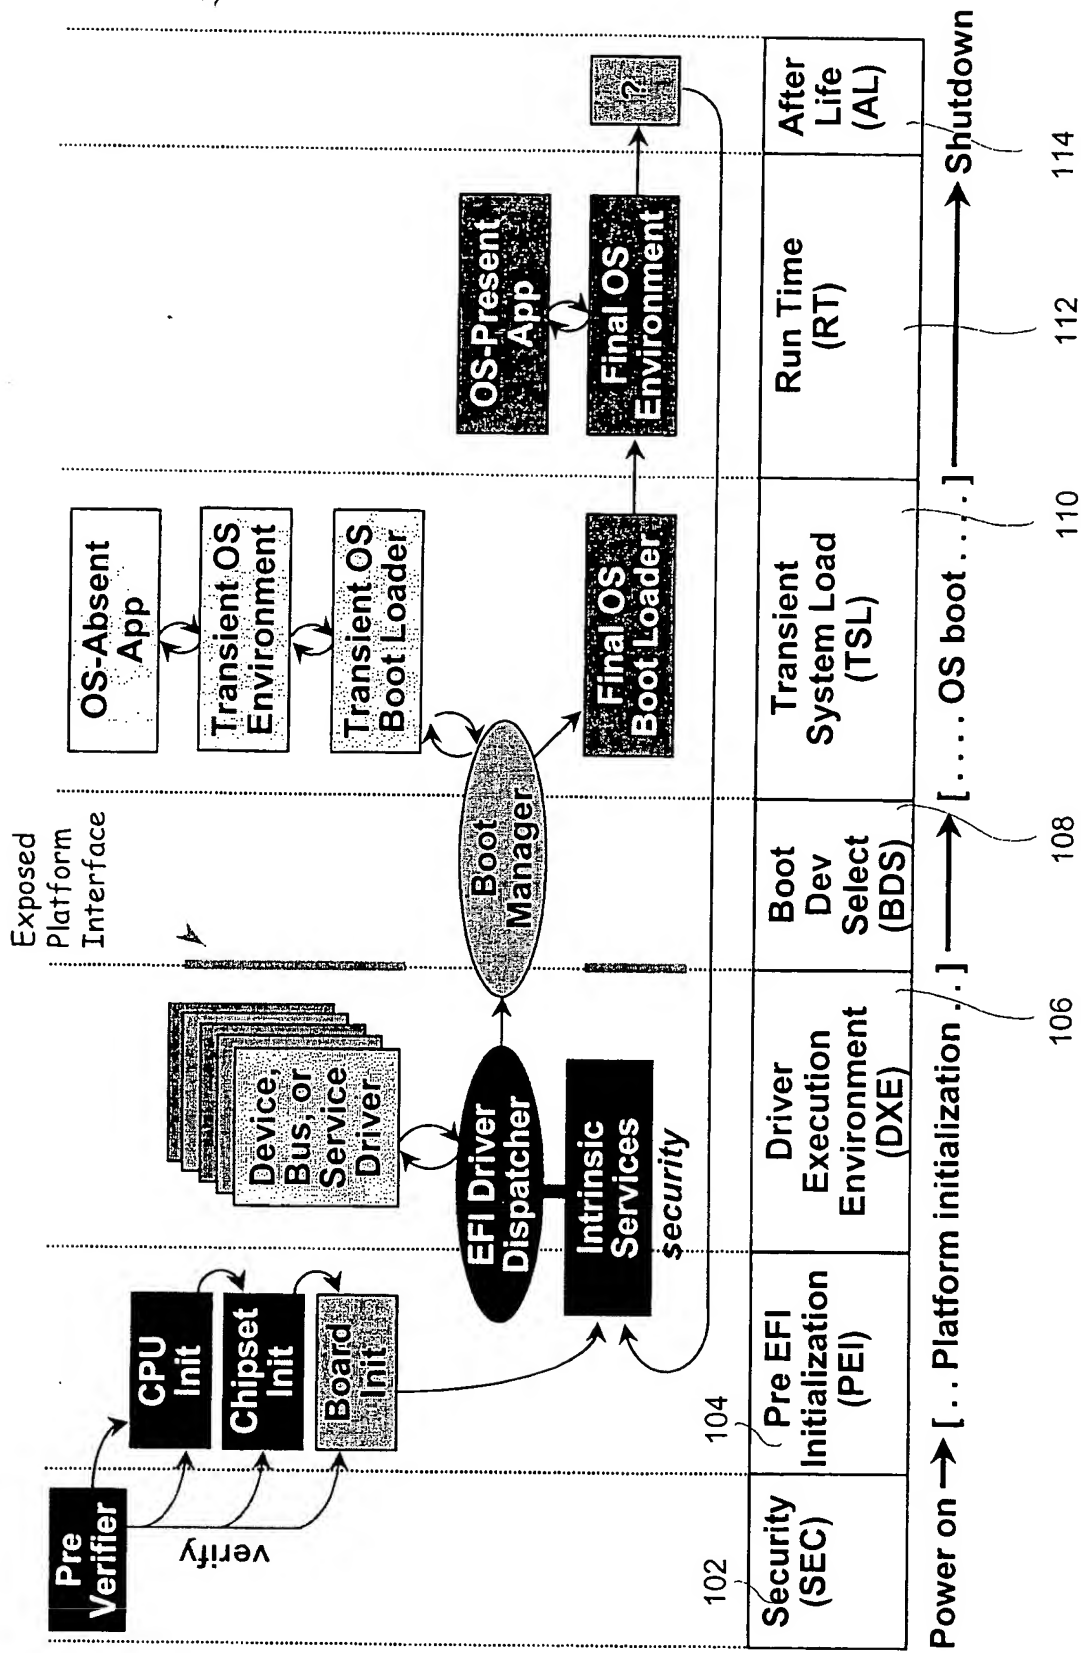 Exposed
Platform
Interface
Pre
Verifier
verify
CPU
Init
Chipset
Init
Board
Init
Device,
Bus, or
Service
Driver
EFI Driver
Dispatcher
Intrinsic
Services
security
Boot
Manager
OS-Absent
App
Transient OS
Environment
Transient OS
Boot Loader
Final OS
Boot Loader
OS-Present
App
Final OS
Environment
?
102
Security
(SEC)
104
Pre EFI
Initialization
(PEI)
Driver
Execution
Environment
(DXE)
Boot
Dev
Select
(BDS)
Transient
System Load
(TSL)
Run Time
(RT)
After
Life
(AL)
Power on [ . . Platform initialization . . ] [ . . . . . OS boot . . . . . ] Shutdown
106
108
110
112
114